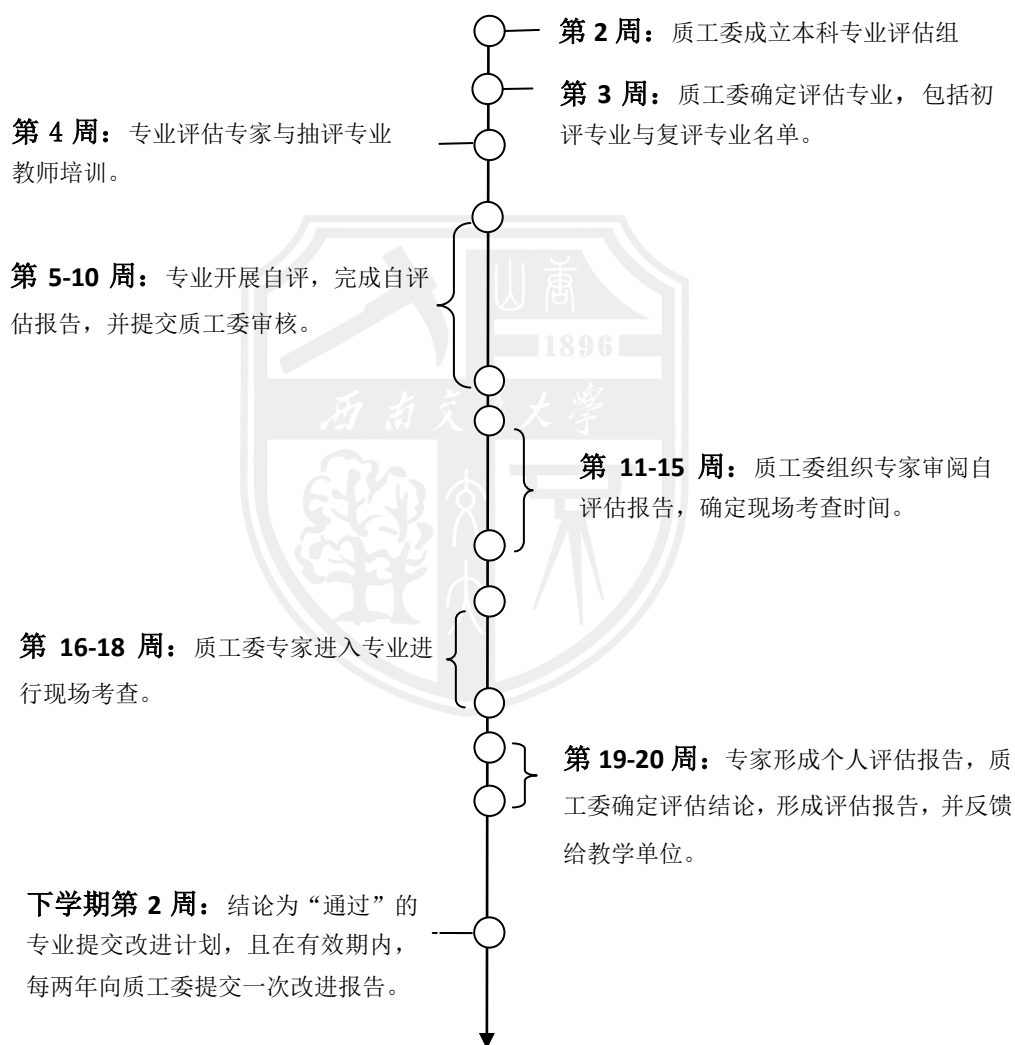 第 2 周：质工委成立本科专业评估组
第 3 周：质工委确定评估专业，包括初
评专业与复评专业名单。
第 4 周：专业评估专家与抽评专业
教师培训。
第 5-10 周：专业开展自评，完成自评
估报告，并提交质工委审核。
山 唐
1896
西南交通大学
第 11-15 周：质工委组织专家审阅自
评估报告，确定现场考查时间。
第 16-18 周：质工委专家进入专业进
行现场考查。
第 19-20 周：专家形成个人评估报告，质
工委确定评估结论，形成评估报告，并反馈
给教学单位。
下学期第 2 周：结论为“通过”的
专业提交改进计划，且在有效期内，
每两年向质工委提交一次改进报告。